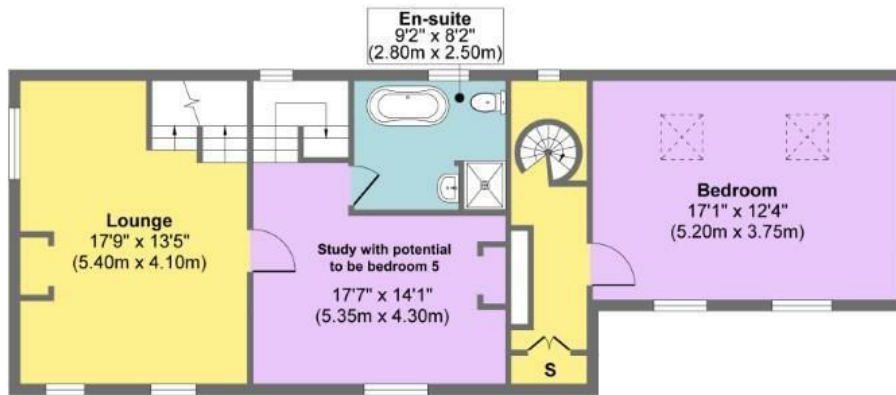 En-suite
9'2" x 8'2"
(2.80m x 2.50m)
Lounge
17'9" x 13'5"
(5.40m x 4.10m)
Study with potential
to be bedroom 5
17'7" x 14'1"
(5.35m x 4.30m)
Bedroom
17'1" x 12'4"
(5.20m x 3.75m)
S